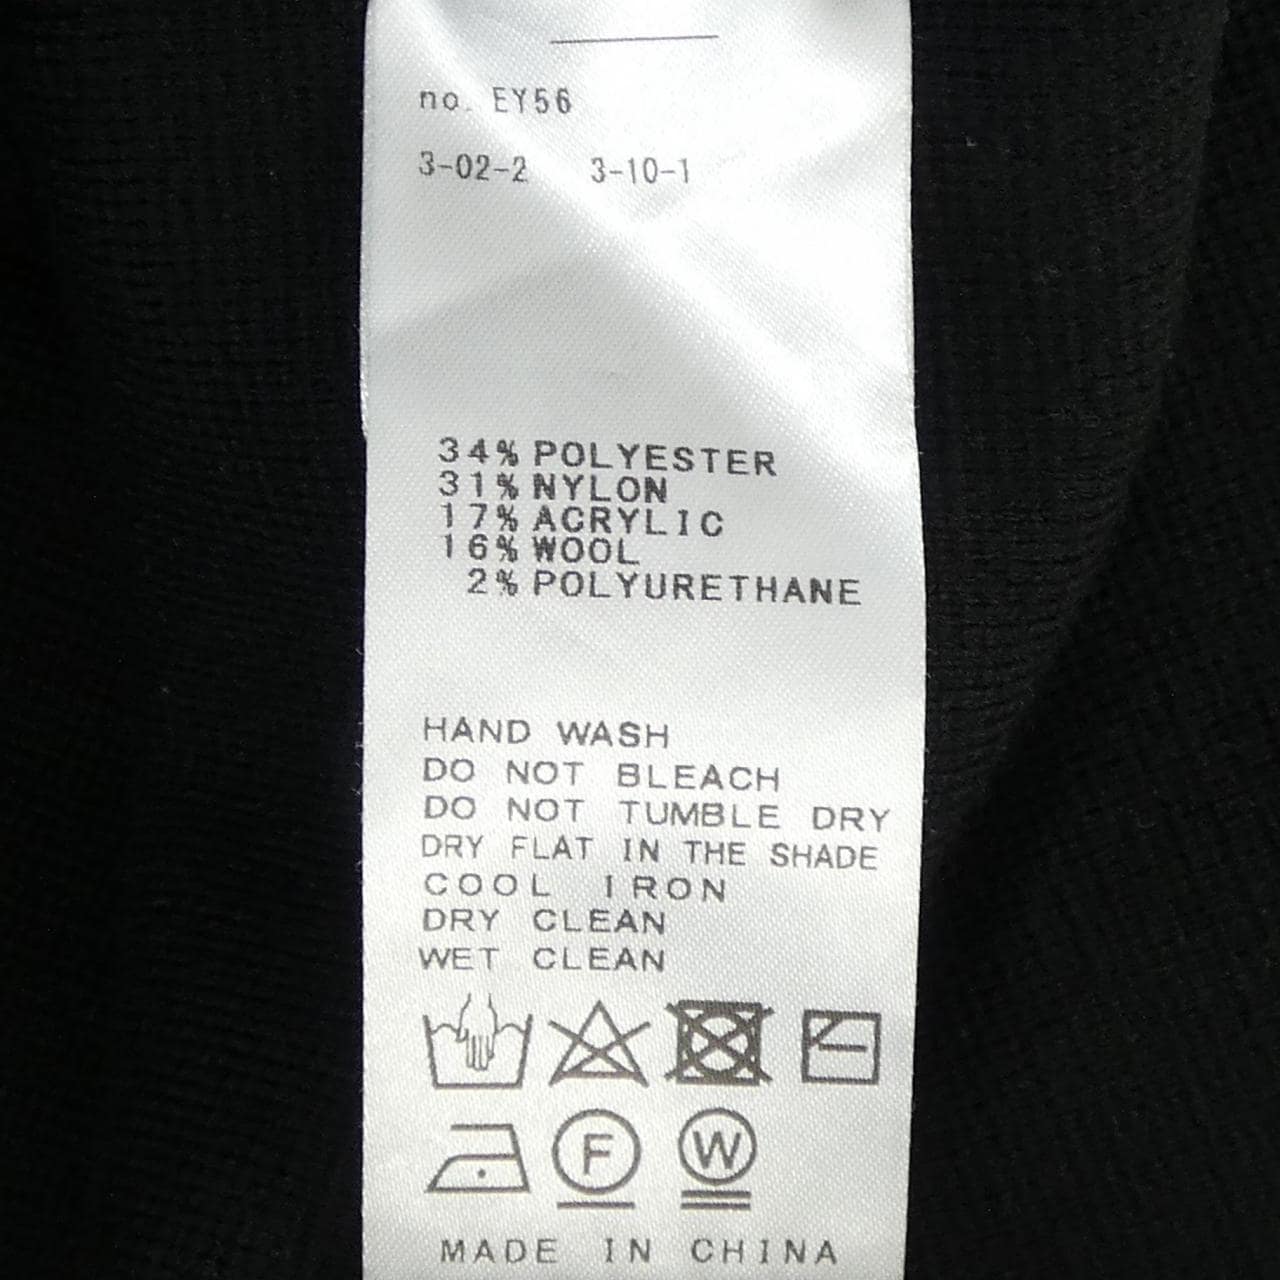 no. EY56
3-02-2 3-10-1
34% POLYESTER
31% NYLON
17% ACRYLIC
16% WOOL
2% POLYURETHANE
HAND WASH
DO NOT BLEACH
DO NOT TUMBLE DRY
DRY FLAT IN THE SHADE
COOL IRON
DRY CLEAN
WET CLEAN
F W
MADE IN CHINA